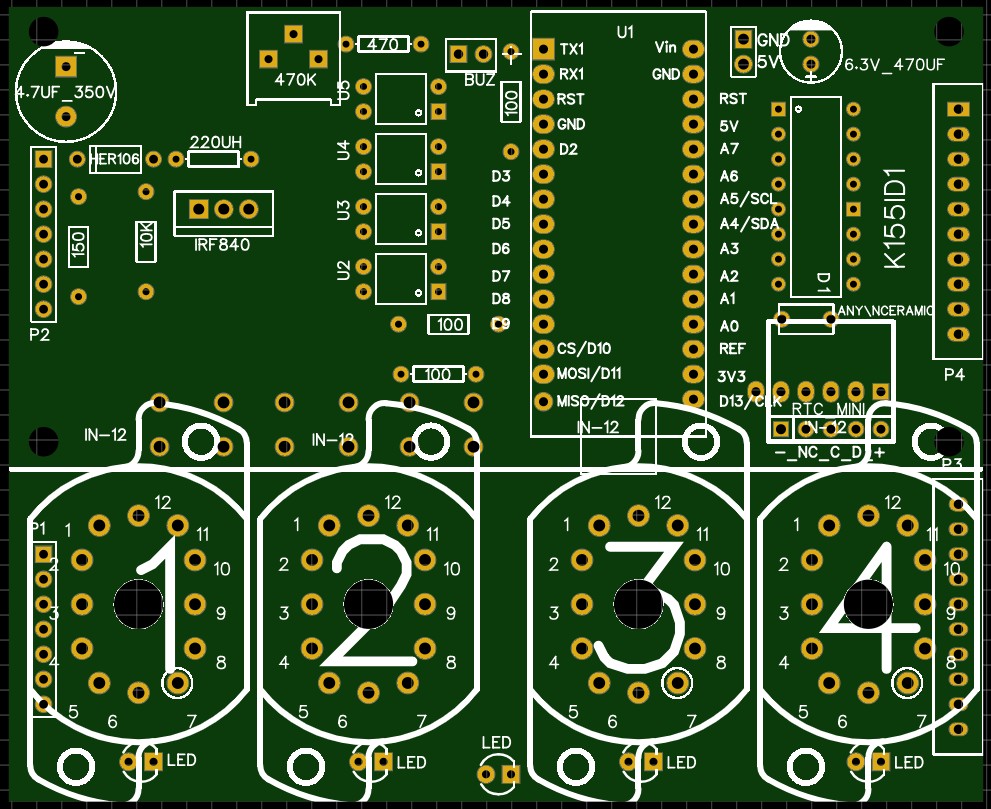 4.7UF_350V
470K
470
BUZ
100
U5
U4
U3
U2
HER106
220UH
150
10K
IRF840
P2
100
100
U1
TX1
RX1
RST
GND
D2
D3
D4
D5
D6
D7
D8
D9
CS/D10
MOSI/D11
MISO/D12
Vin
GND
RST
5V
A7
A6
A5/SCL
A4/SDA
A3
A2
A1
A0
REF
3V3
D13/CLK
GND
5V
+
6.3V_470UF
K155ID1
D1
ANY\NCERAMIC
P4
RTC_MINI
IN-12
-_NC_C_D_+
P3
IN-12
IN-12
IN-12
P1
1
2
3
4
5
6
7
8
9
10
11
12
1
LED
1
2
3
4
5
6
7
8
9
10
11
12
2
LED
LED
1
2
3
4
5
6
7
8
9
10
11
12
3
LED
1
2
3
4
5
6
7
8
9
10
11
12
4
LED